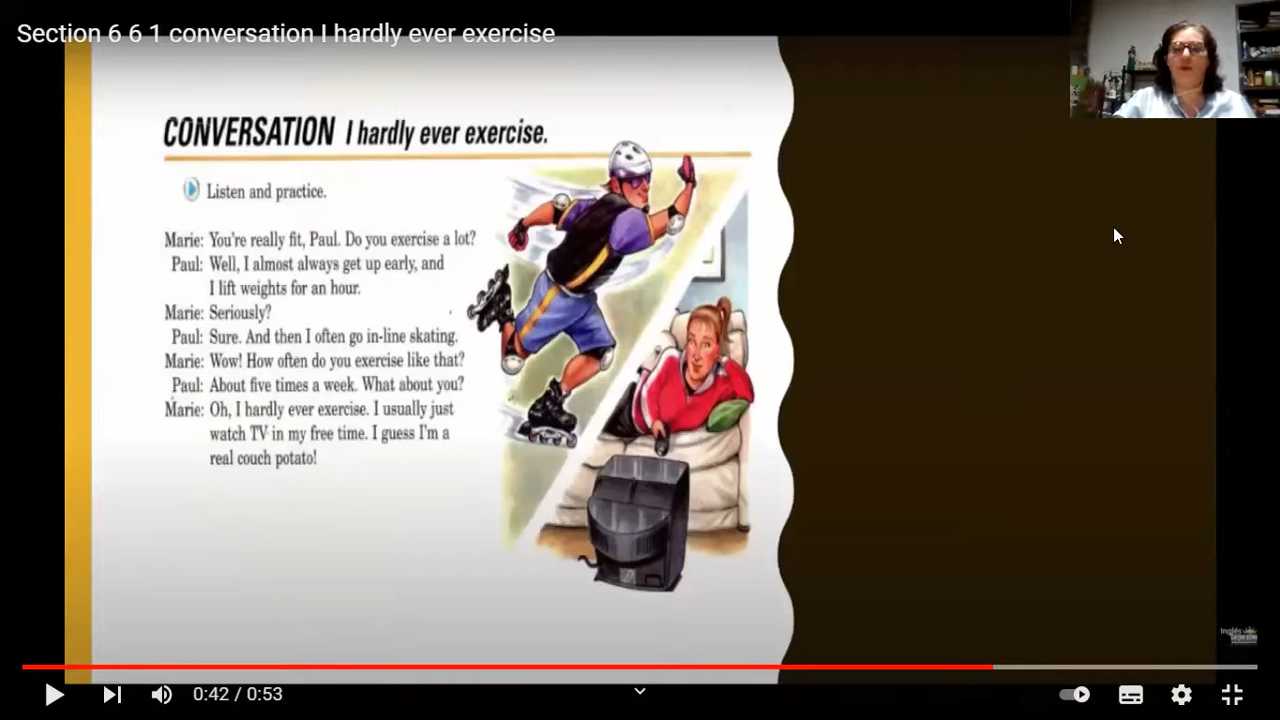 Section 6 6 1 conversation I hardly ever exercise
CONVERSATION I hardly ever exercise.
Listen and practice.
Marie: You're really fit, Paul. Do you exercise a lot?
Paul: Well, I almost always get up early, and
I lift weights for an hour.
Marie: Seriously?
Paul: Sure. And then I often go in-line skating.
Marie: Wow! How often do you exercise like that?
Paul: About five times a week. What about you?
Marie: Oh, I hardly ever exercise. I usually just
watch TV in my free time. I guess I'm a
real couch potato!
Inglés
Corporativo
0:42 / 0:53